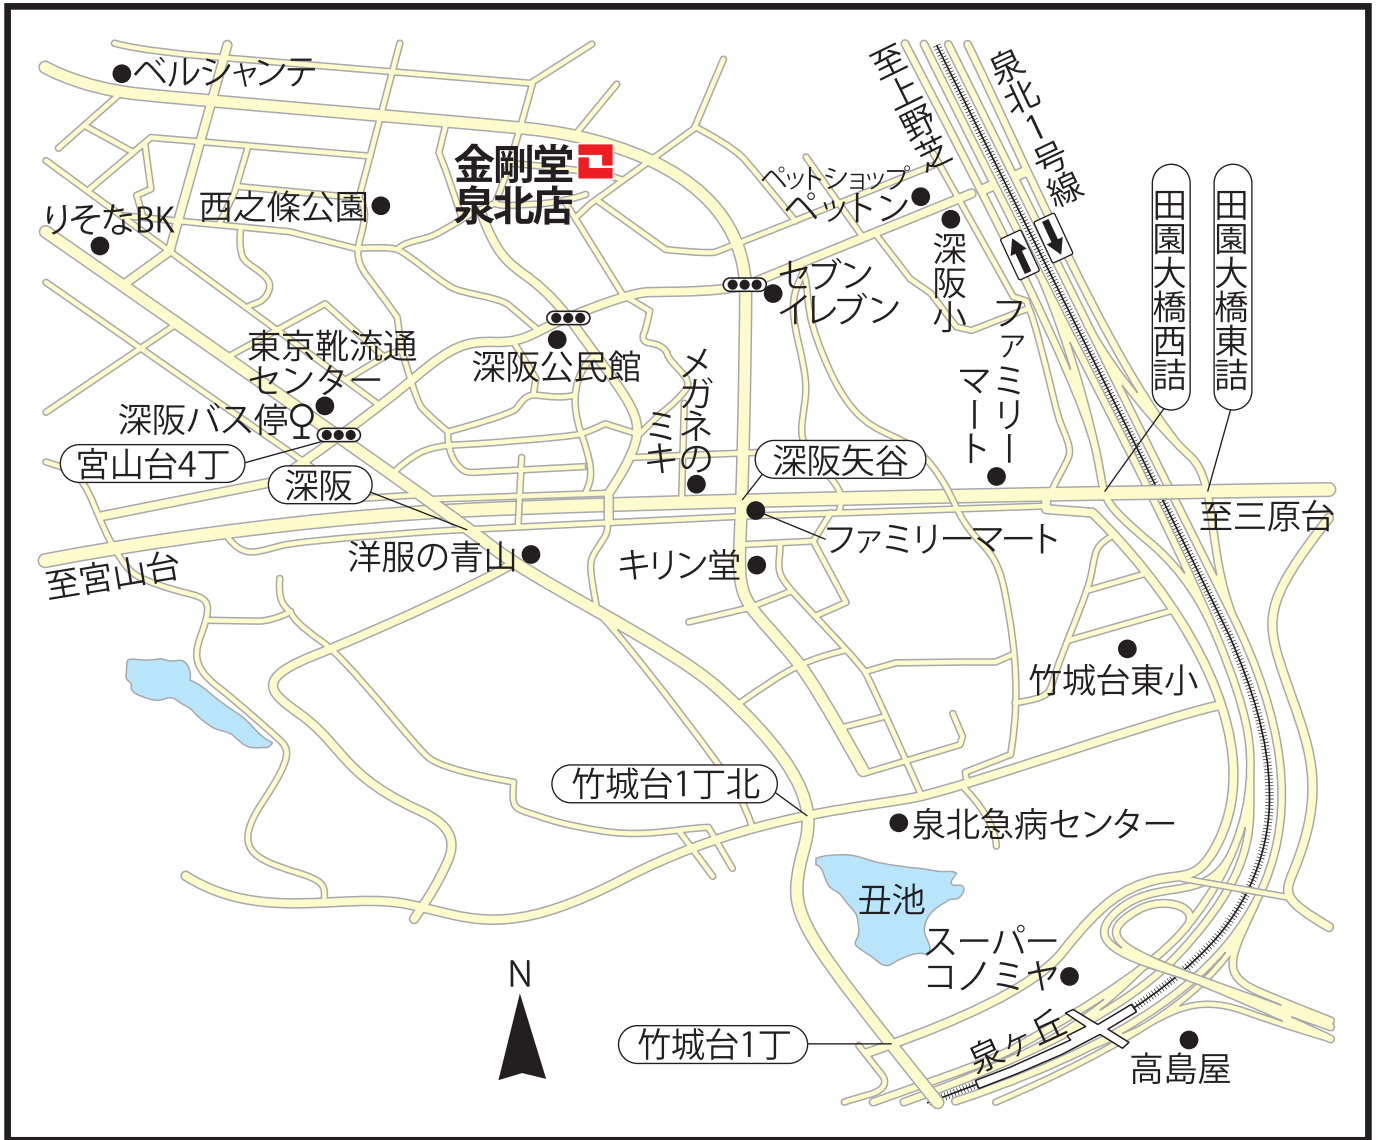 ベルシャンテ
至上野芝
泉北1号線
金剛堂
泉北店
ペットショップ
ペットン
西之條公園
りそなBK
深阪小
田園大橋西詰
田園大橋東詰
セブン
イレブン
東京靴流通
センター
深阪公民館
メガネの
ミキ
ファミリー
マート
深阪バス停
宮山台4丁
深阪
深阪矢谷
至三原台
ファミリーマート
洋服の青山
キリン堂
至宮山台
竹城台東小
竹城台1丁北
泉北急病センター
丑池
スーパー
コノミヤ
N
竹城台1丁
泉ヶ丘
高島屋